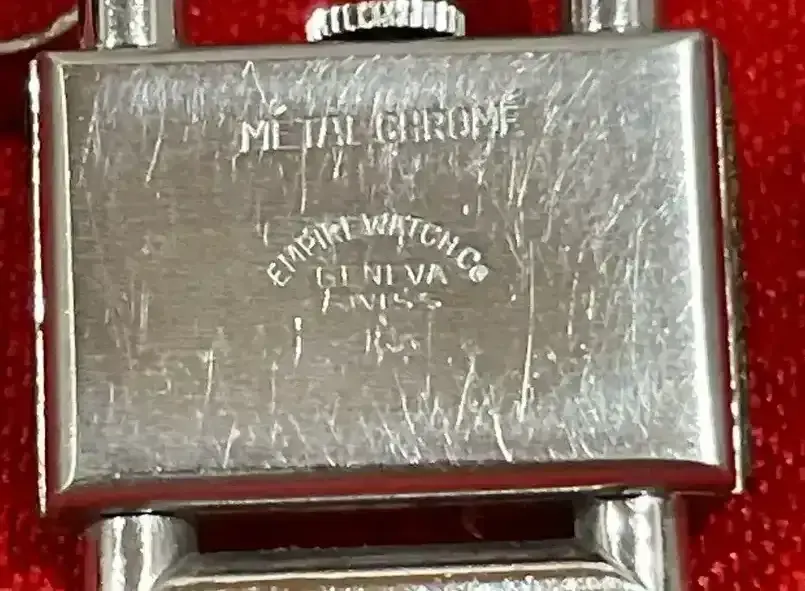 MÉTAL CHROMÉ
EMPIRE WATCH Co
GENEVA
SWISS